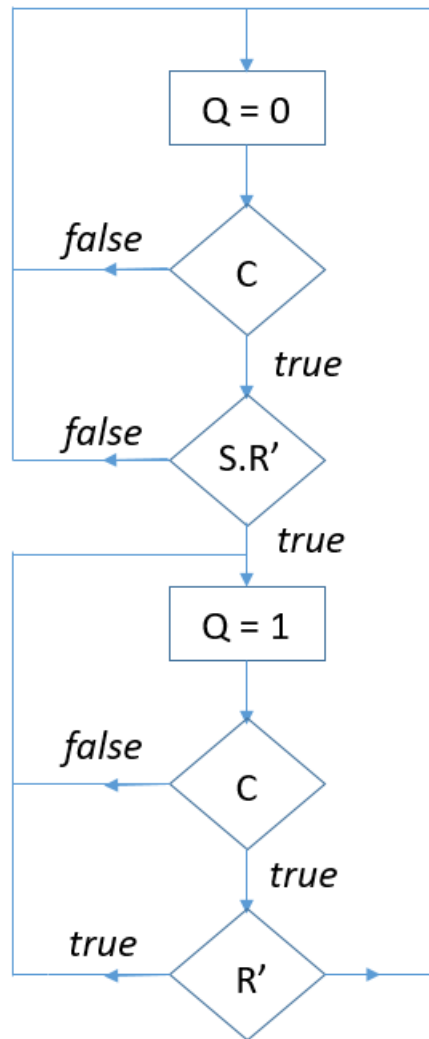 Q = 0
false
C
true
false
S.R’
true
Q = 1
false
C
true
true
R’